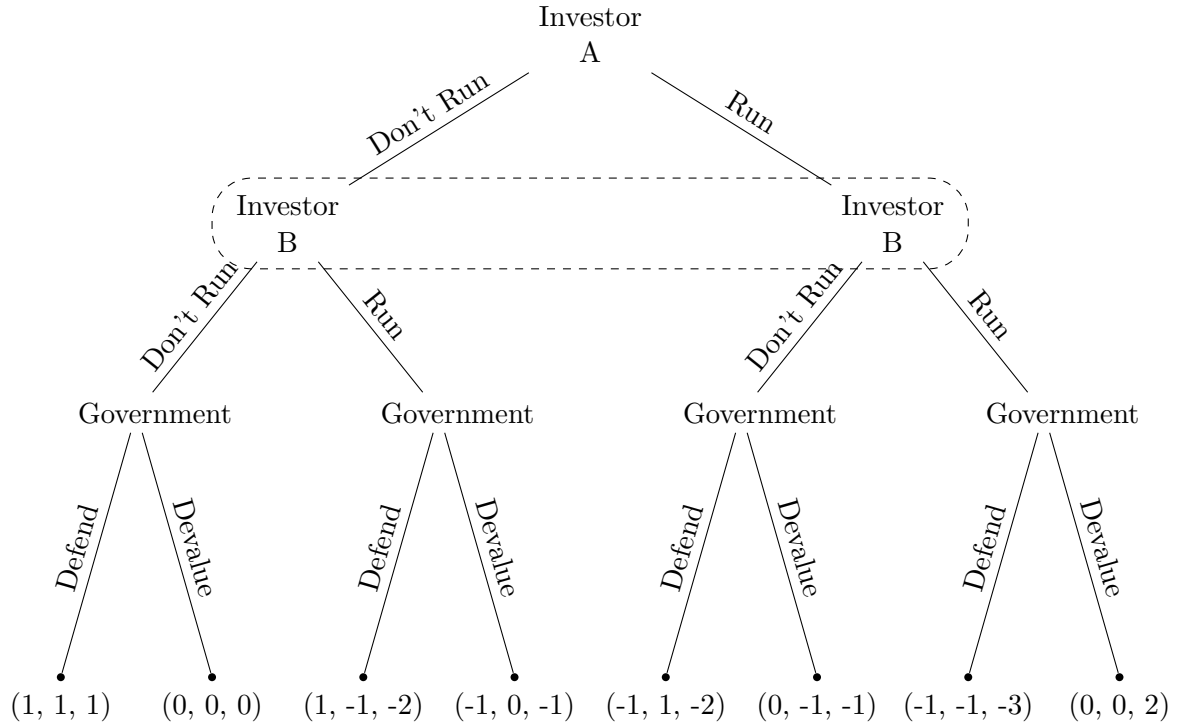 Investor
A
Don't Run
Run
Investor
B
Investor
B
Don't Run
Run
Don't Run
Run
Government
Government
Government
Government
Defend
Devalue
Defend
Devalue
Defend
Devalue
Defend
Devalue
(1, 1, 1)
(0, 0, 0)
(1, -1, -2)
(-1, 0, -1)
(-1, 1, -2)
(0, -1, -1)
(-1, -1, -3)
(0, 0, 2)